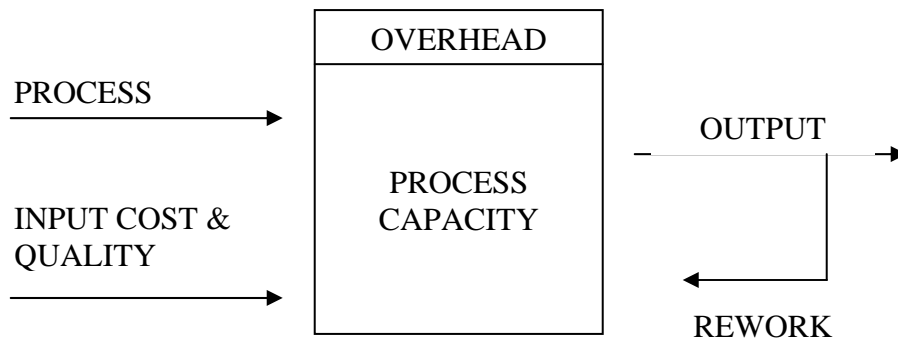 OVERHEAD
PROCESS
INPUT COST &
QUALITY
PROCESS
CAPACITY
OUTPUT
REWORK